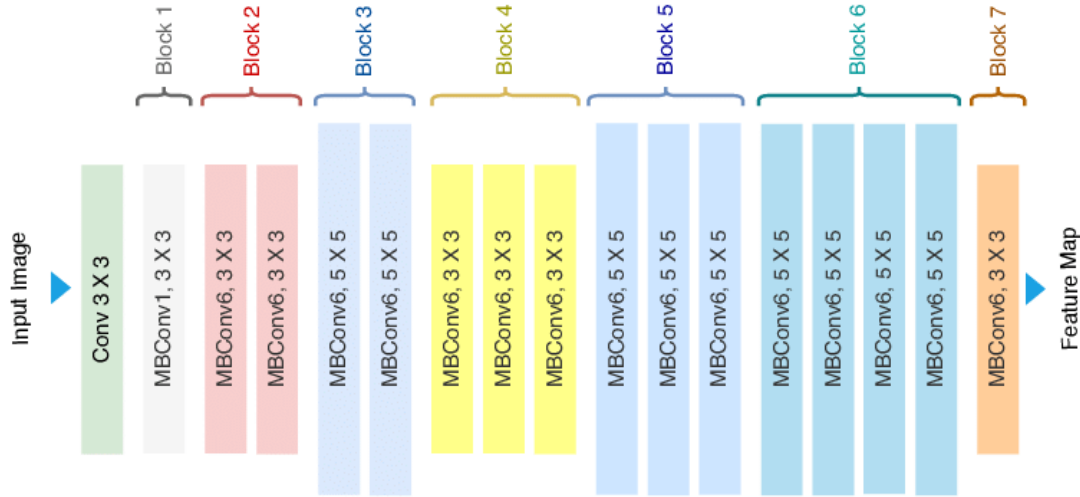 Block 1
Block 2
Block 3
Block 4
Block 5
Block 6
Block 7
Input Image
Conv 3 X 3
MBConv1, 3 X 3
MBConv6, 3 X 3
MBConv6, 3 X 3
MBConv6, 5 X 5
MBConv6, 5 X 5
MBConv6, 3 X 3
MBConv6, 3 X 3
MBConv6, 3 X 3
MBConv6, 5 X 5
MBConv6, 5 X 5
MBConv6, 5 X 5
MBConv6, 5 X 5
MBConv6, 5 X 5
MBConv6, 5 X 5
MBConv6, 5 X 5
MBConv6, 3 X 3
Feature Map